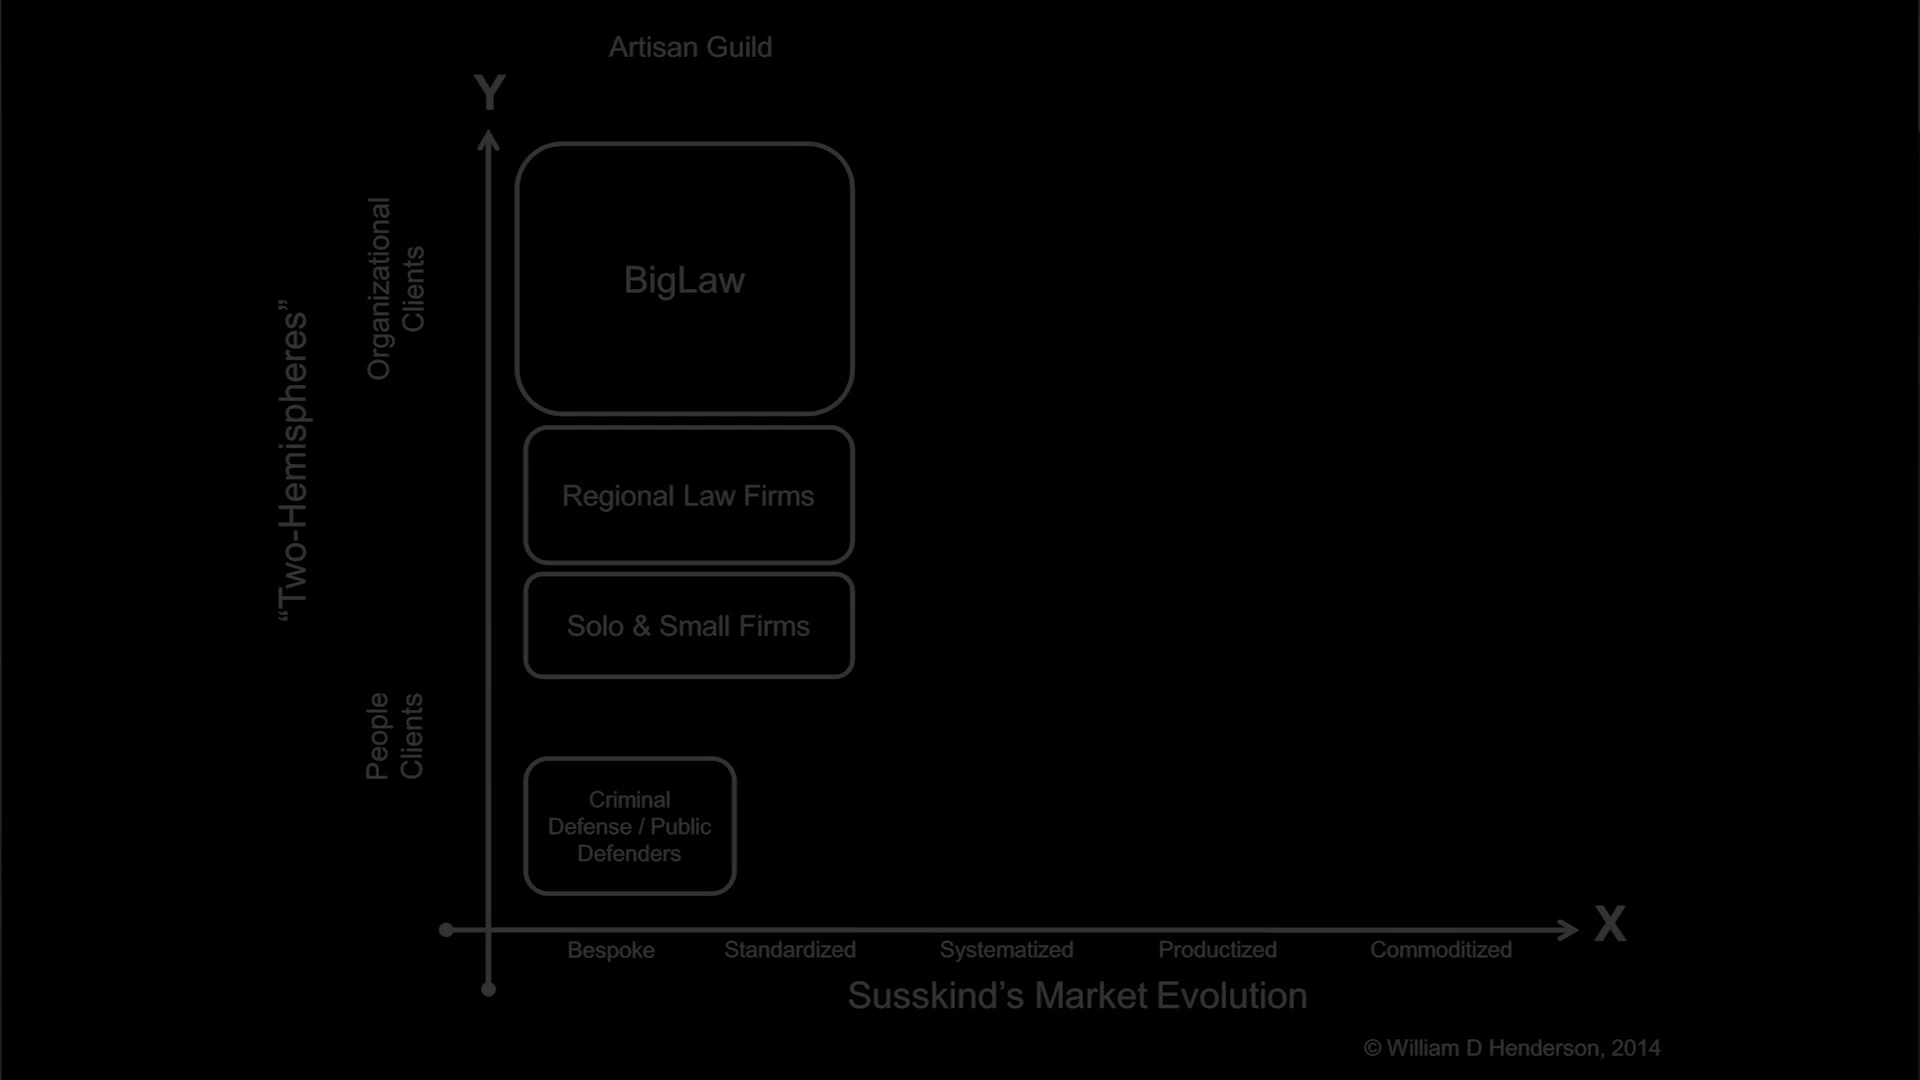 Artisan Guild
Y
“Two-Hemispheres”
Organizational
Clients
BigLaw
Regional Law Firms
Solo & Small Firms
People
Clients
Criminal
Defense / Public
Defenders
X
Bespoke Standardized Systematized Productized Commoditized
Susskind’s Market Evolution
© William D Henderson, 2014